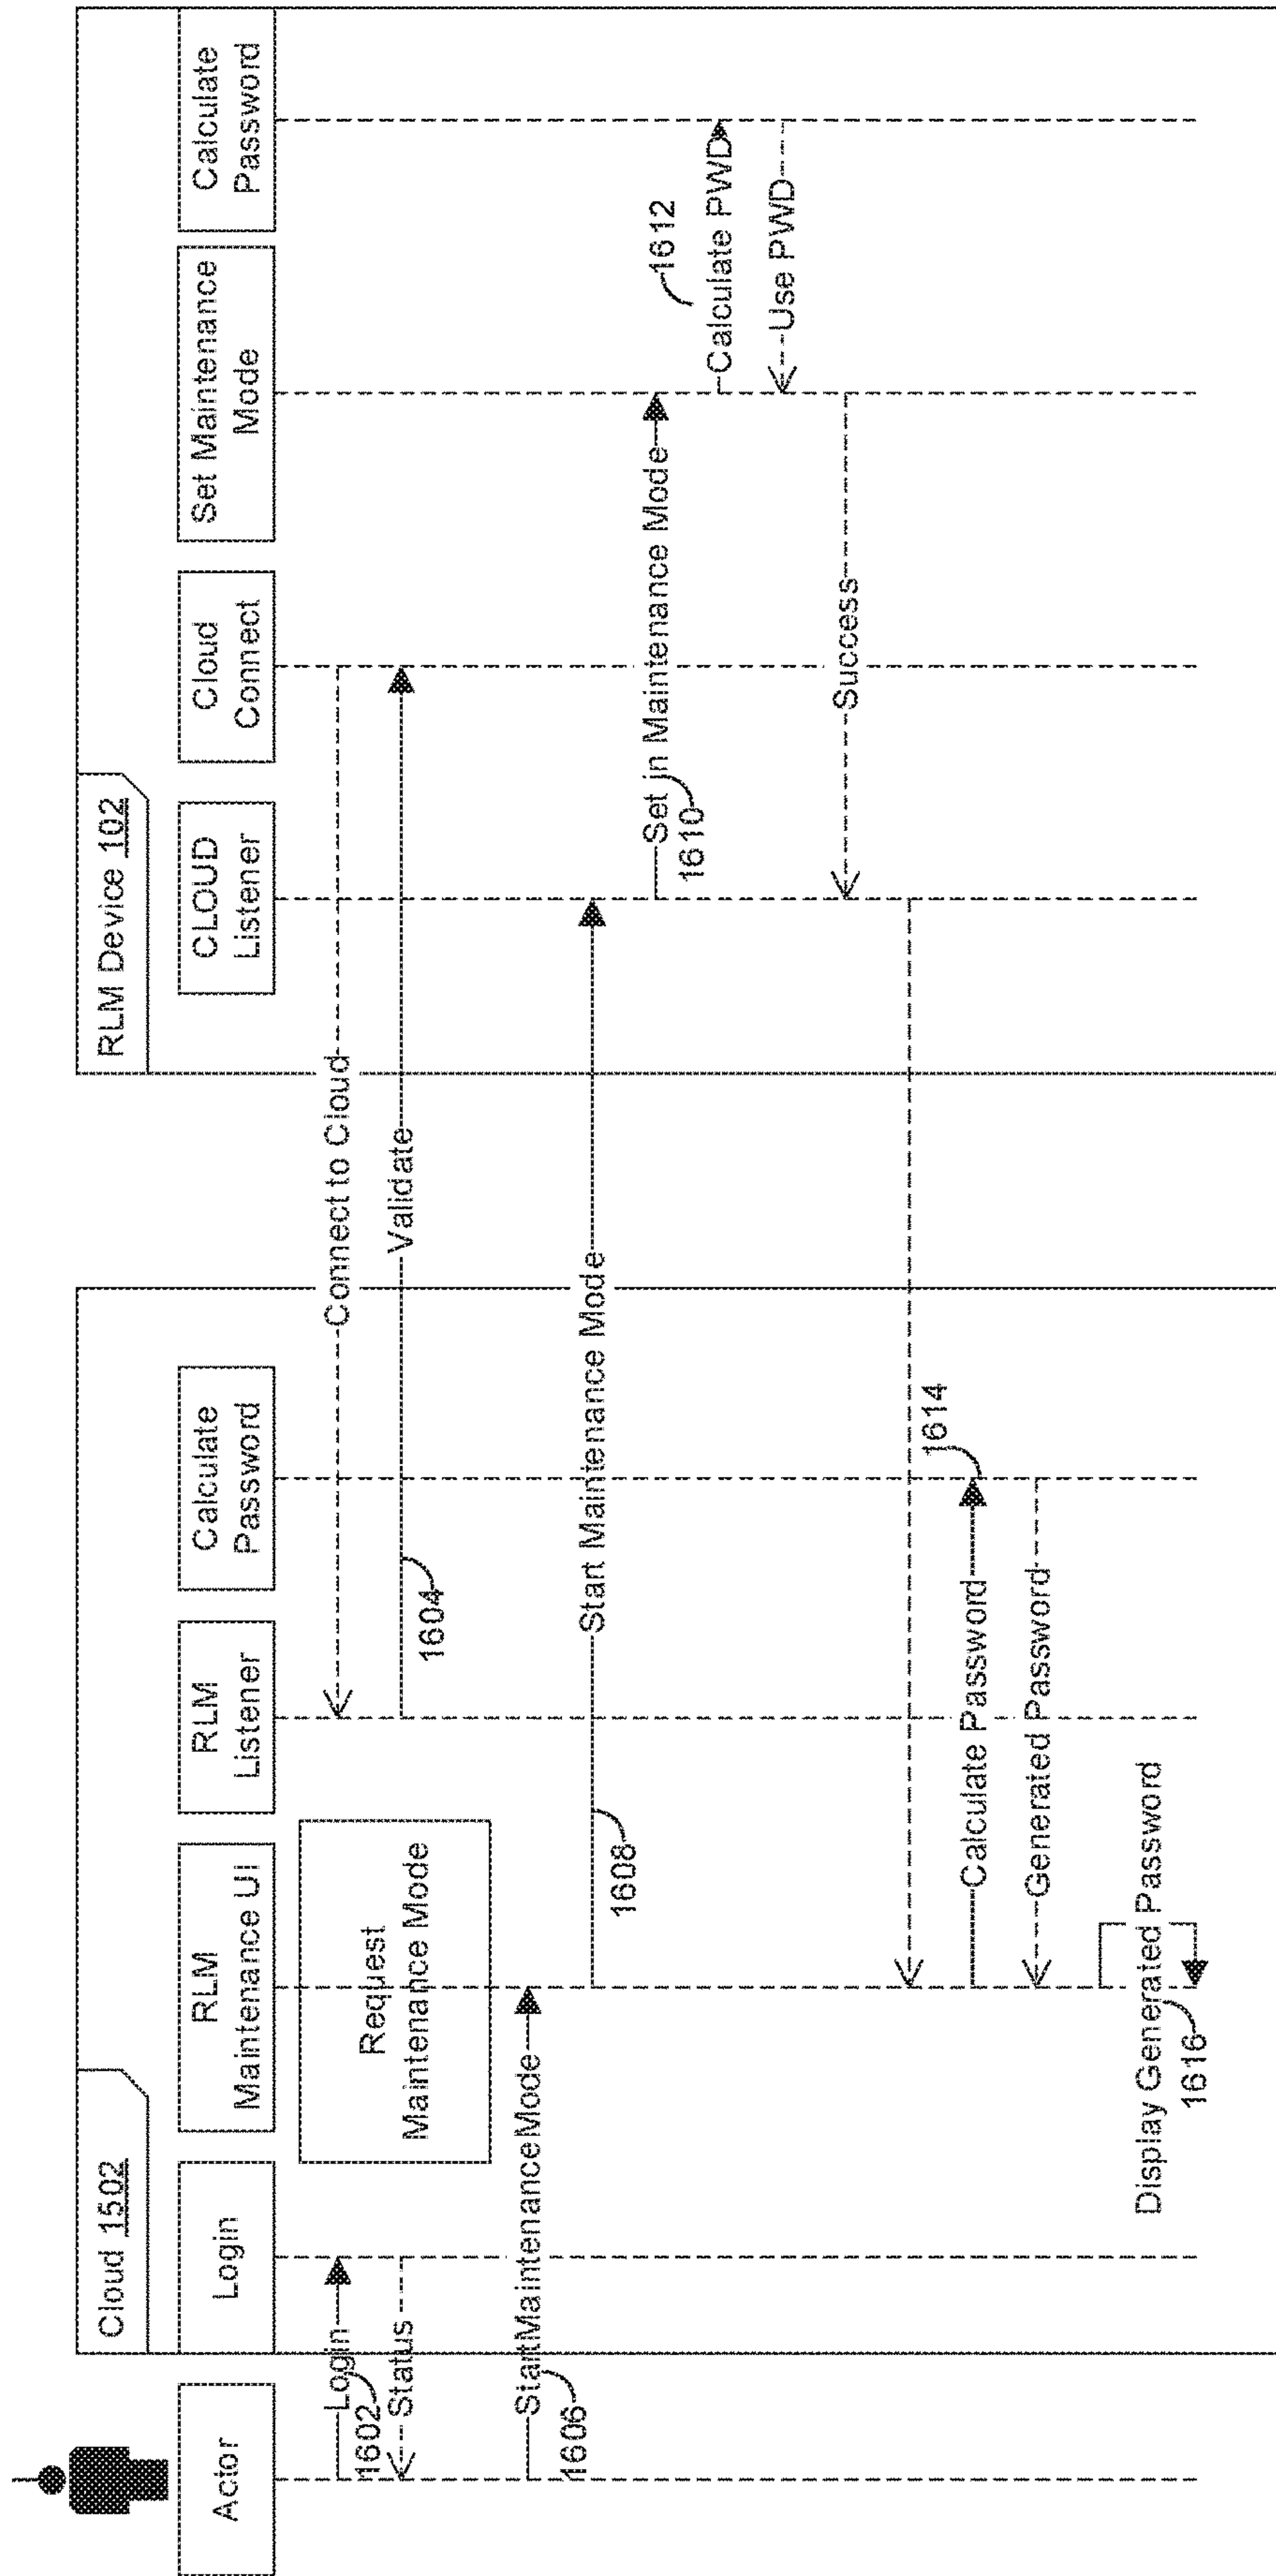 Cloud 1502
RLM Device 102
Actor
Login
RLM
Maintenance UI
RLM
Listener
Calculate
Password
CLOUD
Listener
Cloud
Connect
Set Maintenance
Mode
Calculate
Password
Login
1602
Status
Request
Maintenance Mode
Connect to Cloud
Validate
1604
StartMaintenanceMode
1606
Start Maintenance Mode
1608
Set in Maintenance Mode
1610
1612
Calculate PWD
Use PWD
Success
1614
Calculate Password
Generated Password
Display Generated Password
1616